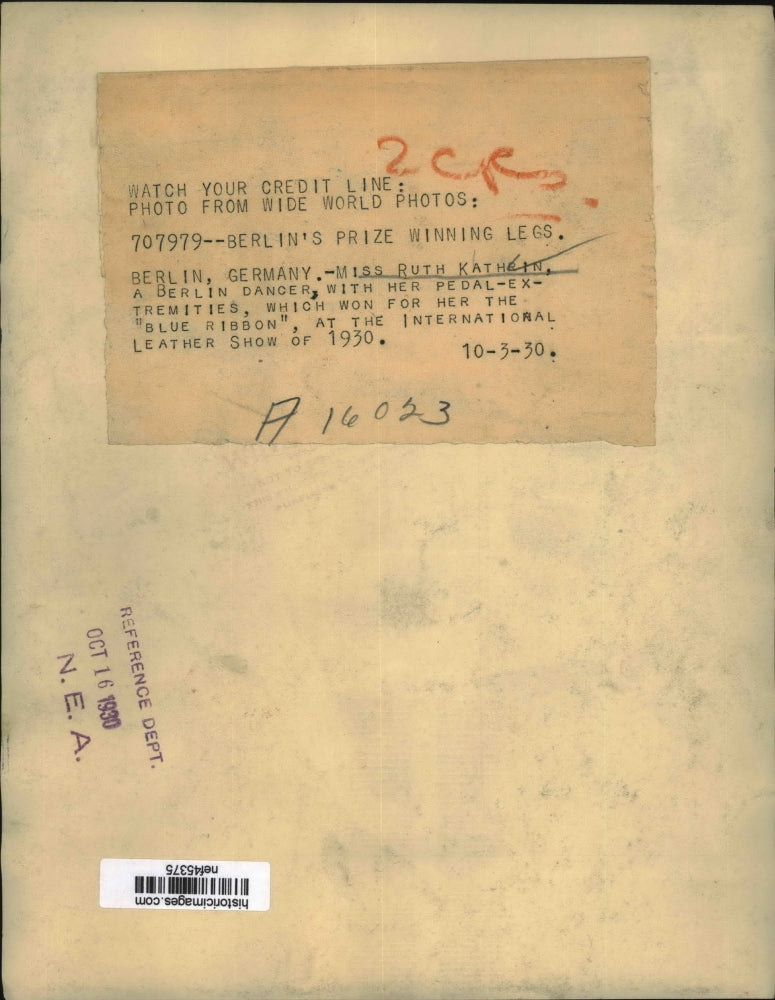 2 C
WATCH YOUR CREDIT LINE:
PHOTO FROM WIDE WORLD PHOTOS:
707979--BERLIN'S PRIZE WINNING LEGS.
BERLIN, GERMANY.-MISS RUTH KATHRIN,
A BERLIN DANCER, WITH HER PEDAL-EX-
TREMITIES, WHICH WON FOR HER THE
"BLUE RIBBON", AT THE INTERNATIONAL
LEATHER SHOW OF 1930.
10-3-30.
A 16023
REFERENCE DEPT.
OCT 16 1930
N. E. A.
historicimages.com
nef45375